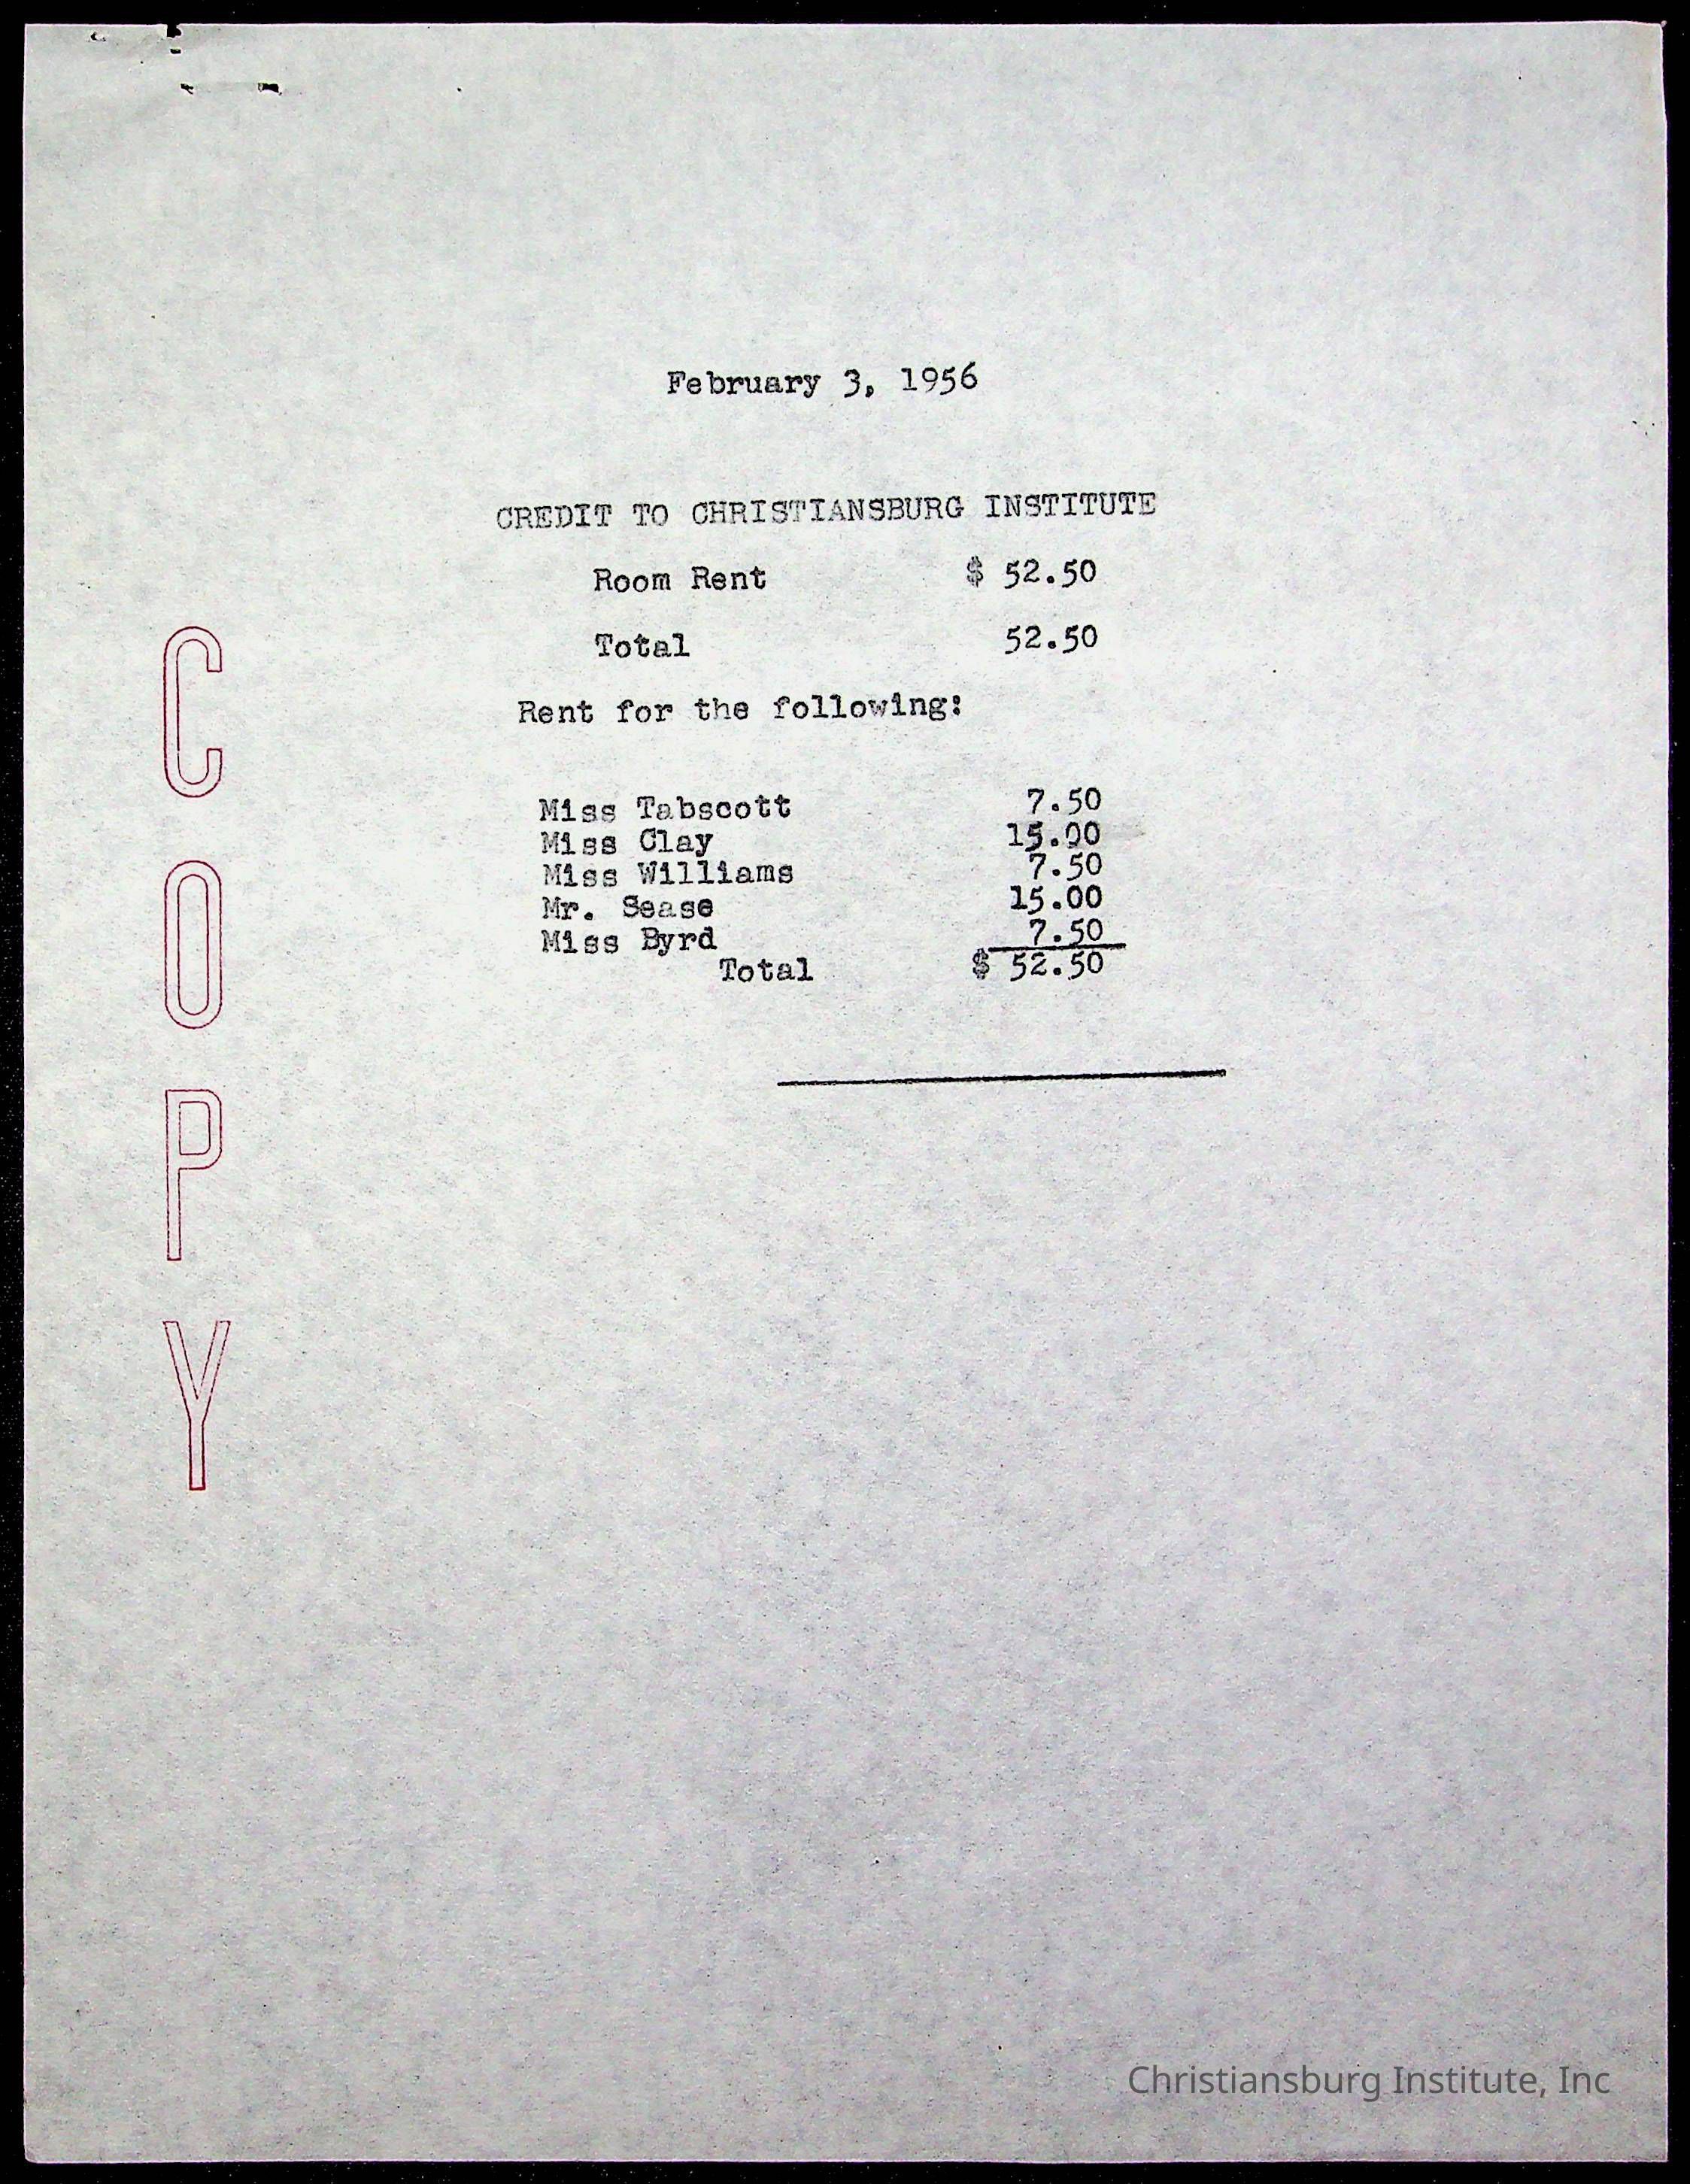 February 3, 1956
CREDIT TO CHRISTIANSBURG INSTITUTE
Room Rent $ 52.50
Total 52.50
Rent for the following:
Miss Tabscott 7.50
Miss Clay 15.00
Miss Williams 7.50
Mr. Sease 15.00
Miss Byrd 7.50
Total $ 52.50
COPY
Christiansburg Institute, Inc